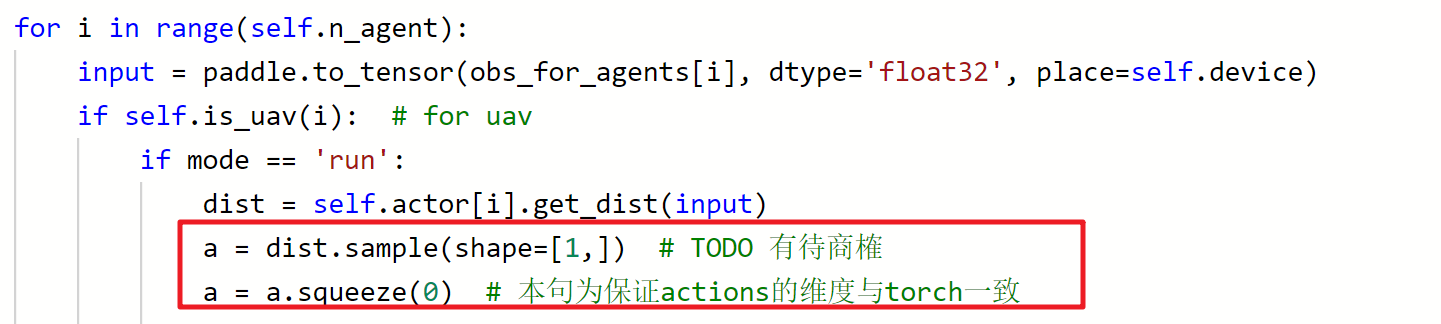 for i in range(self.n_agent):
input = paddle.to_tensor(obs_for_agents[i], dtype='float32', place=self.device)
if self.is_uav(i):  # for uav
if mode == 'run':
dist = self.actor[i].get_dist(input)
a = dist.sample(shape=[1,])  # TODO 有待商榷
a = a.squeeze(0)  # 本句为保证actions的维度与torch一致